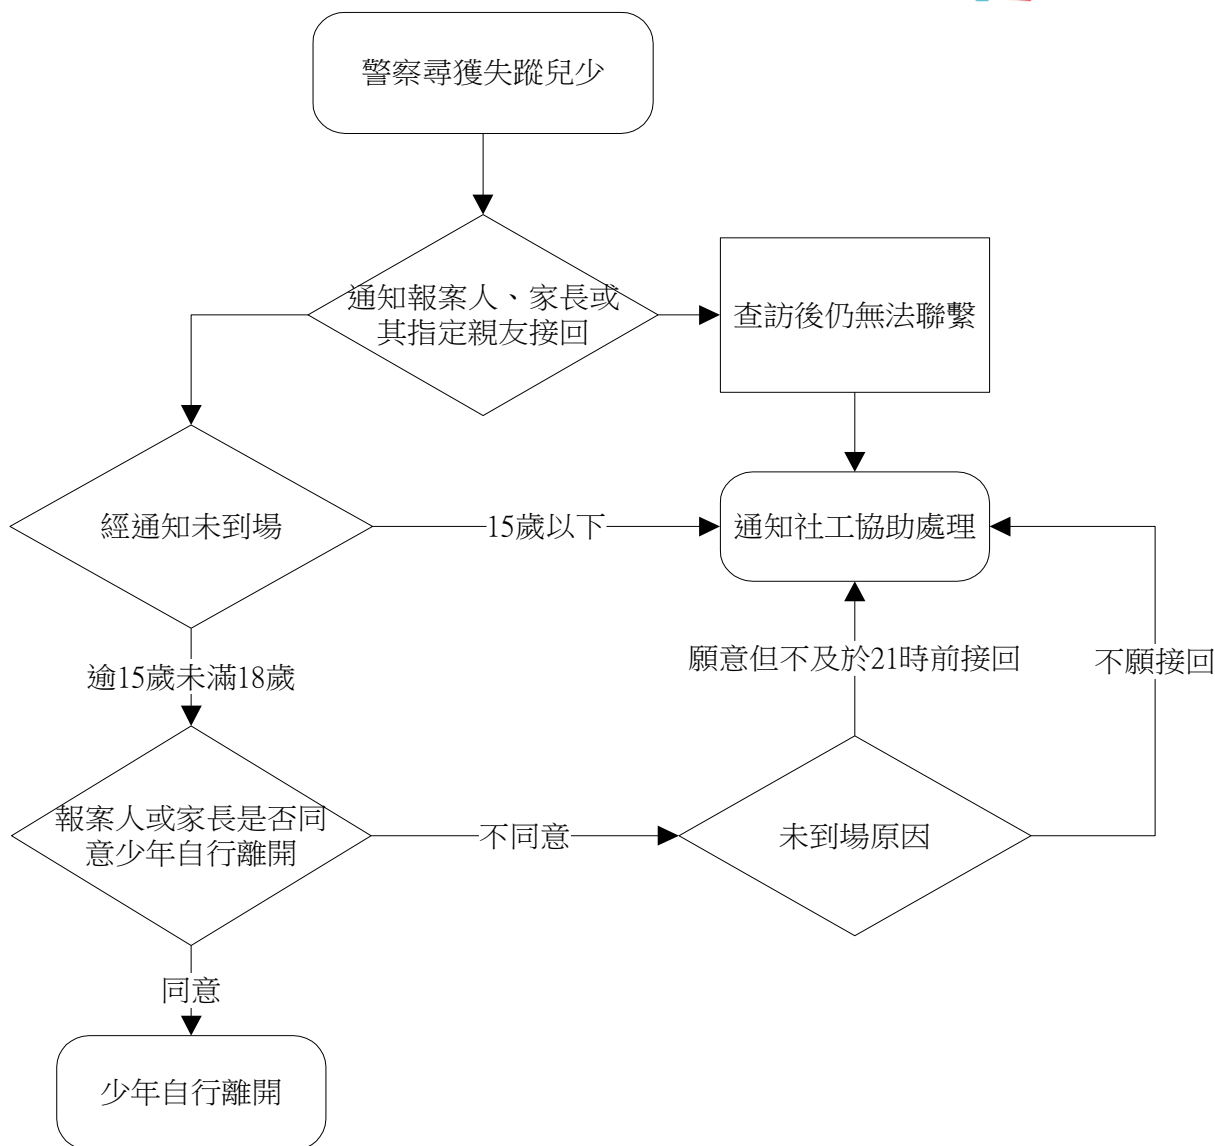 警察尋獲失蹤兒少
通知報案人、家長或
其指定親友接回
查訪後仍無法聯繫
經通知未到場
15歲以下
通知社工協助處理
願意但不及於21時前接回
不願接回
逾15歲未滿18歲
報案人或家長是否同
意少年自行離開
不同意
未到場原因
同意
少年自行離開